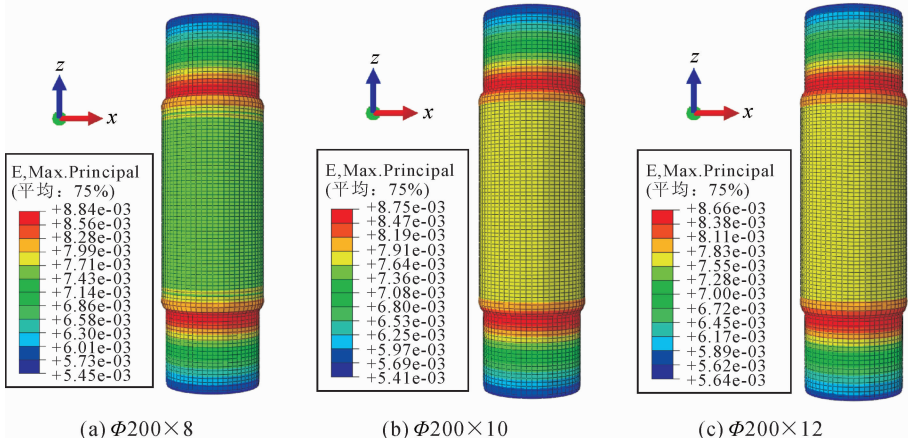 z
x
E,Max.Principal
(平均：75%)
+8.84e-03
+8.56e-03
+8.28e-03
+7.99e-03
+7.71e-03
+7.43e-03
+7.14e-03
+6.86e-03
+6.58e-03
+6.30e-03
+6.01e-03
+5.73e-03
+5.45e-03
(a) Φ200×8
z
x
E,Max.Principal
(平均：75%)
+8.75e-03
+8.47e-03
+8.19e-03
+7.91e-03
+7.64e-03
+7.36e-03
+7.08e-03
+6.80e-03
+6.53e-03
+6.25e-03
+5.97e-03
+5.69e-03
+5.41e-03
(b) Φ200×10
z
x
E,Max.Principal
(平均：75%)
+8.66e-03
+8.38e-03
+8.11e-03
+7.83e-03
+7.55e-03
+7.28e-03
+7.00e-03
+6.72e-03
+6.45e-03
+6.17e-03
+5.89e-03
+5.62e-03
+5.64e-03
(c) Φ200×12